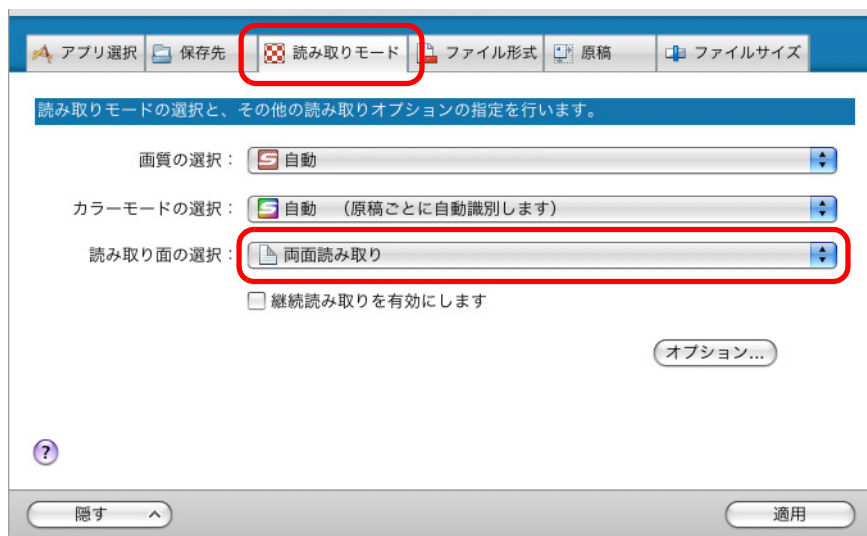 アプリ選択 保存先 読み取りモード ファイル形式 原稿 ファイルサイズ
読み取りモードの選択と、その他の読み取りオプションの指定を行います。
画質の選択： 自動
カラーモードの選択： 自動 （原稿ごとに自動識別します）
読み取り面の選択： 両面読み取り
継続読み取りを有効にします
オプション...
?
隠す 適用